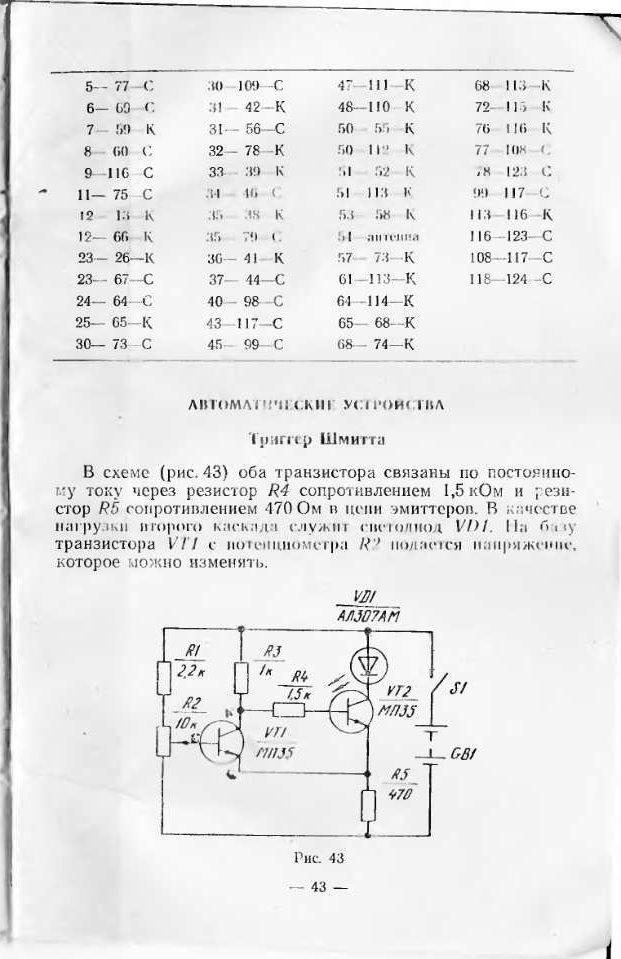 5— 77—С 30—109—С 47—111—К 68—113—К
6— 69—С 31— 42—К 48—110—К 72—115—К
7— 59—К 31— 56—С 50— 55—К 76—116—К
8— 60—С 32— 78—К 50—112—К 77—108—С
9—116—С 33— 39—К 51— 52—К 78—123—С
11— 75—С 34— 46—С 51—113—К 99—117—С
12— 13—К 35— 38—К 53— 58—К 113—116—К
12— 66—К 35— 79—С 54—антенна 116—123—С
23— 26—К 36— 41—К 57— 73—К 108—117—С
23— 67—С 37— 44—С 61—113—К 118—124—С
24— 64—С 40— 98—С 64—114—К
25— 65—К 43—117—С 65— 68—К
30— 73—С 45— 99—С 68— 74—К
АВТОМАТИЧЕСКИЕ УСТРОЙСТВА
Триггер Шмитта
В схеме (рис. 43) оба транзистора связаны по постоянно-
му току через резистор R4 сопротивлением 1,5 кОм и рези-
стор R5 сопротивлением 470 Ом в цепи эмиттеров. В качестве
нагрузки второго каскада служит светодиод VD1. На базу
транзистора VT1 с потенциометра R2 подается напряжение,
которое можно изменять.
VD1
АЛ307АМ
R1
2,2к
R3
1к
R4
1,5к
VT2
МП35
S1
R2
10к
VT1
МП35
GB1
R5
470
Рис. 43
— 43 —